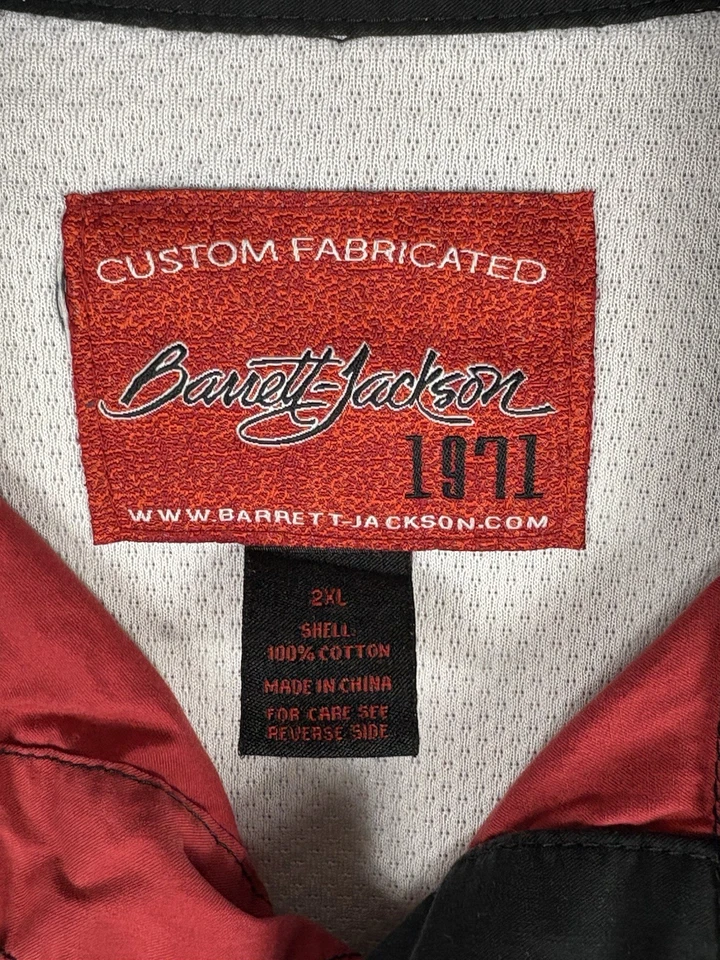 CUSTOM FABRICATED
Barrett-Jackson
1971
WWW.BARRETT-JACKSON.COM
2XL
SHELL
100% COTTON
MADE IN CHINA
FOR CARE SEE
REVERSE SIDE